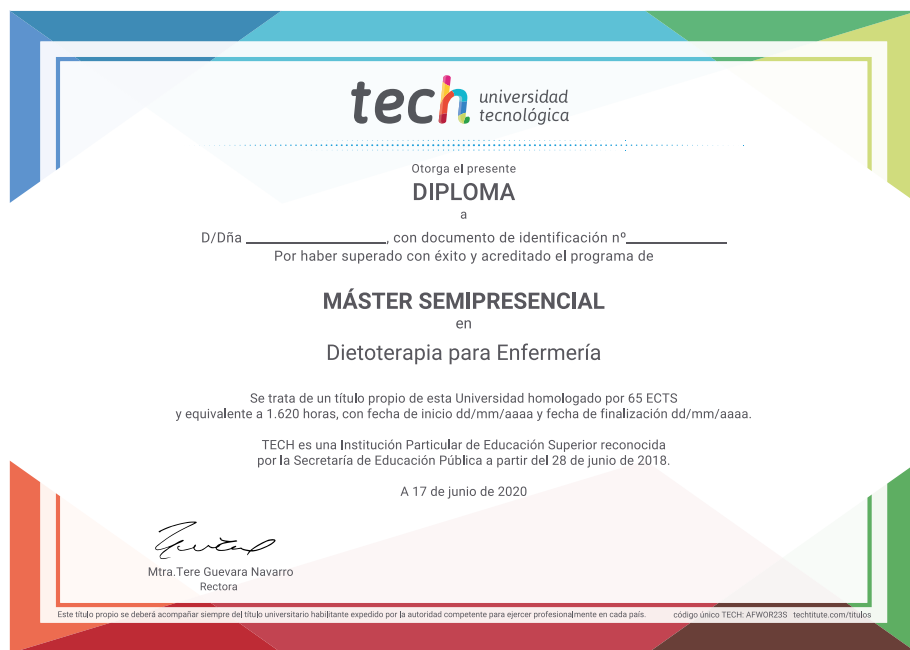 tech universidad
tecnológica
Otorga el presente
DIPLOMA
a
D/Dña ________________, con documento de identificación nº____________
Por haber superado con éxito y acreditado el programa de
MÁSTER SEMIPRESENCIAL
en
Dietoterapia para Enfermería
Se trata de un título propio de esta Universidad homologado por 65 ECTS
y equivalente a 1.620 horas, con fecha de inicio dd/mm/aaaa y fecha de finalización dd/mm/aaaa.
TECH es una Institución Particular de Educación Superior reconocida
por la Secretaría de Educación Pública a partir del 28 de junio de 2018.
A 17 de junio de 2020
Mtra.Tere Guevara Navarro
Rectora
Este título propio se deberá acompañar siempre del título universitario habilitante expedido por la autoridad competente para ejercer profesionalmente en cada país. código único TECH: AFWOR23S techtitute.com/titulos